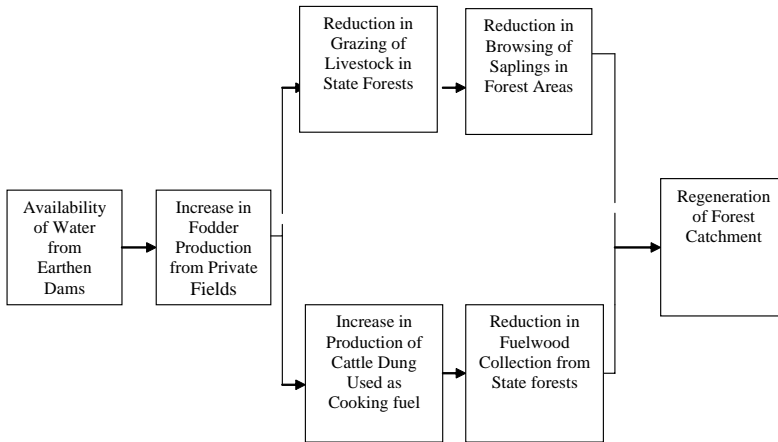 Availability
of Water
from
Earthen
Dams
Increase in
Fodder
Production
from Private
Fields
Reduction in
Grazing of
Livestock in
State Forests
Reduction in
Browsing of
Saplings in
Forest Areas
Increase in
Production of
Cattle Dung
Used as
Cooking fuel
Reduction in
Fuelwood
Collection from
State forests
Regeneration
of Forest
Catchment